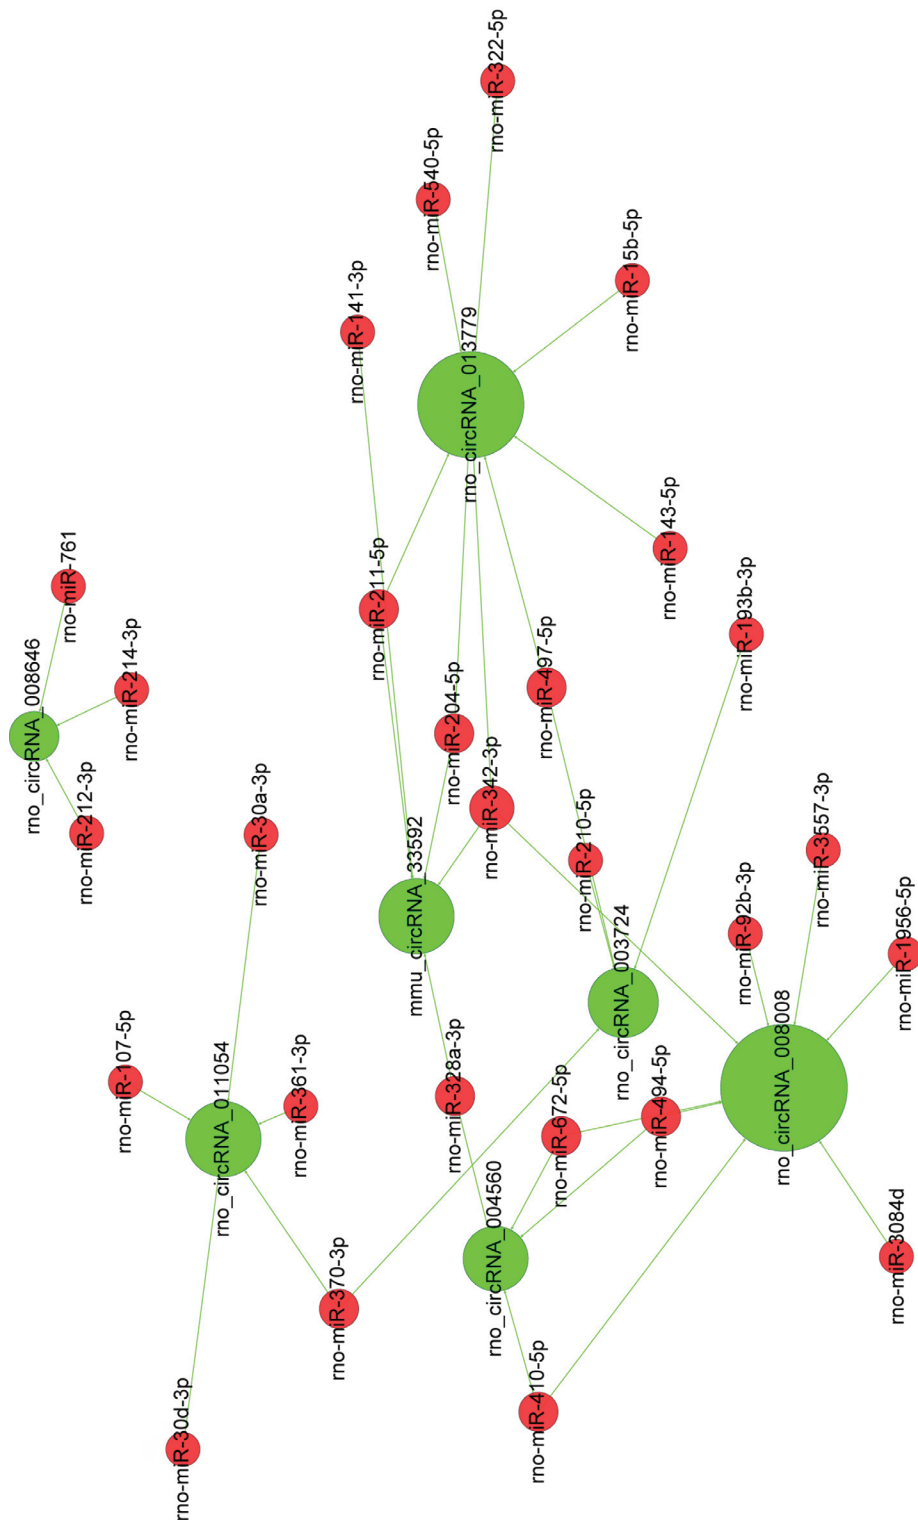 rno-miR-322-5p
rno-miR-540-5p
rno-miR-15b-5p
rno-miR-141-3p
rno_circRNA_013779
rno-miR-143-5p
rno-miR-211-5p
rno-miR-193b-3p
rno-miR-497-5p
rno-miR-204-5p
rno-miR-342-3p
rno-miR-210-5p
rno-miR-761
rno_circRNA_008646
rno-miR-214-3p
rno-miR-212-3p
rno-miR-30a-3p
mmu_circRNA_33592
rno_circRNA_003724
rno-miR-3557-3p
rno-miR-92b-3p
rno-miR-1956-5p
rno_circRNA_008008
rno-miR-107-5p
rno_circRNA_011054
rno-miR-361-3p
rno-miR-328a-3p
rno-miR-672-5p
rno-miR-494-5p
rno_circRNA_004560
rno-miR-3084d
rno-miR-370-3p
rno-miR-410-5p
rno-miR-30d-3p